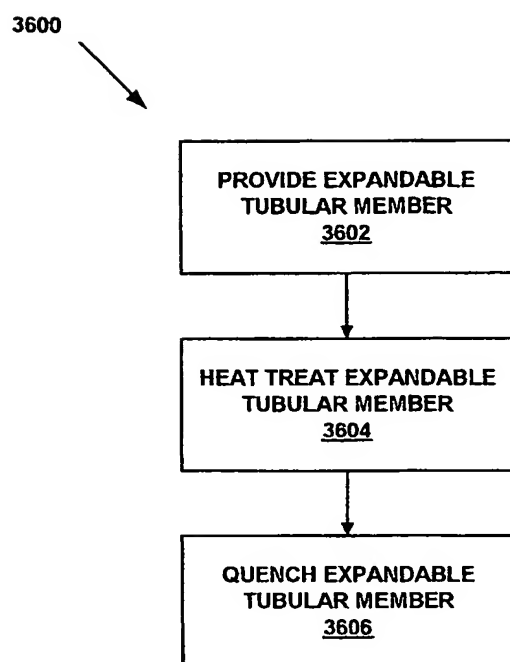 3600
PROVIDE EXPANDABLE
TUBULAR MEMBER
3602
HEAT TREAT EXPANDABLE
TUBULAR MEMBER
3604
QUENCH EXPANDABLE
TUBULAR MEMBER
3606